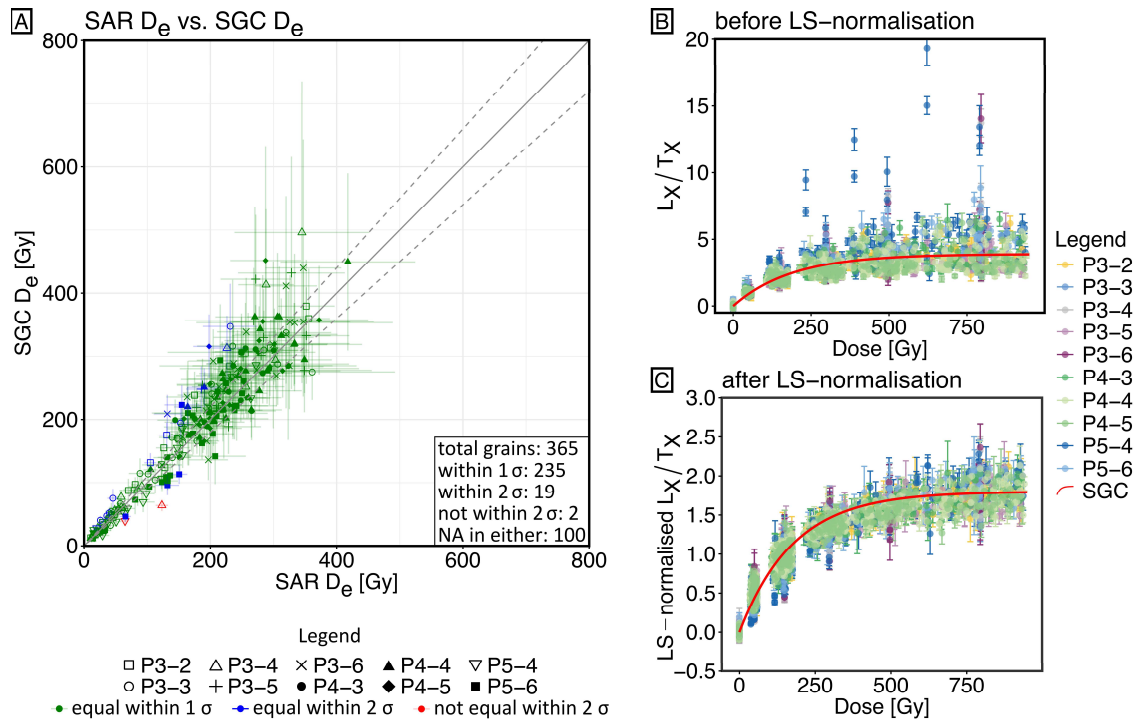 A SAR De vs. SGC De
800
600
400
200
0
SGC De [Gy]
0 200 400 600 800
SAR De [Gy]
total grains: 365
within 1 σ: 235
within 2 σ: 19
not within 2 σ: 2
NA in either: 100
Legend
P3−2 P3−4 P3−6 P4−4 P5−4
P3−3 P3−5 P4−3 P4−5 P5−6
equal within 1 σ equal within 2 σ not equal within 2 σ
B before LS−normalisation
20
15
10
5
0
LX/TX
0 250 500 750
Dose [Gy]
C after LS−normalisation
3.0
2.5
2.0
1.5
1.0
0.5
0.0
−0.5
LS−normalised LX/TX
0 250 500 750
Dose [Gy]
Legend
P3−2
P3−3
P3−4
P3−5
P3−6
P4−3
P4−4
P4−5
P5−4
P5−6
SGC